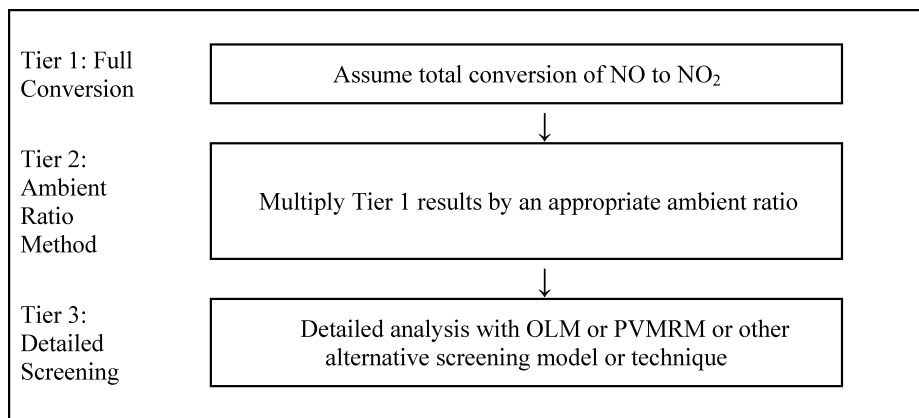 Tier 1: Full
Conversion
Assume total conversion of NO to NO₂
↓
Tier 2:
Ambient
Ratio
Method
Multiply Tier 1 results by an appropriate ambient ratio
↓
Tier 3:
Detailed
Screening
Detailed analysis with OLM or PVMRM or other
alternative screening model or technique